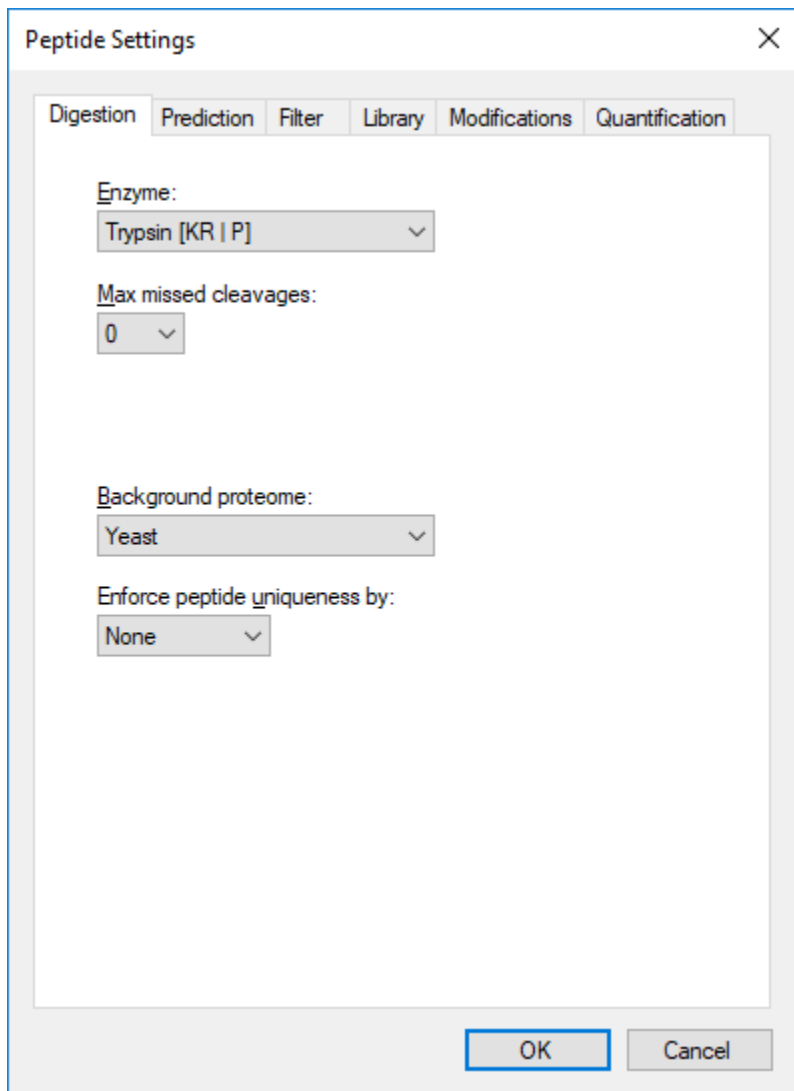 Peptide Settings
Digestion Prediction Filter Library Modifications Quantification
Enzyme:
Trypsin [KR | P]
Max missed cleavages:
0
Background proteome:
Yeast
Enforce peptide uniqueness by:
None
OK Cancel